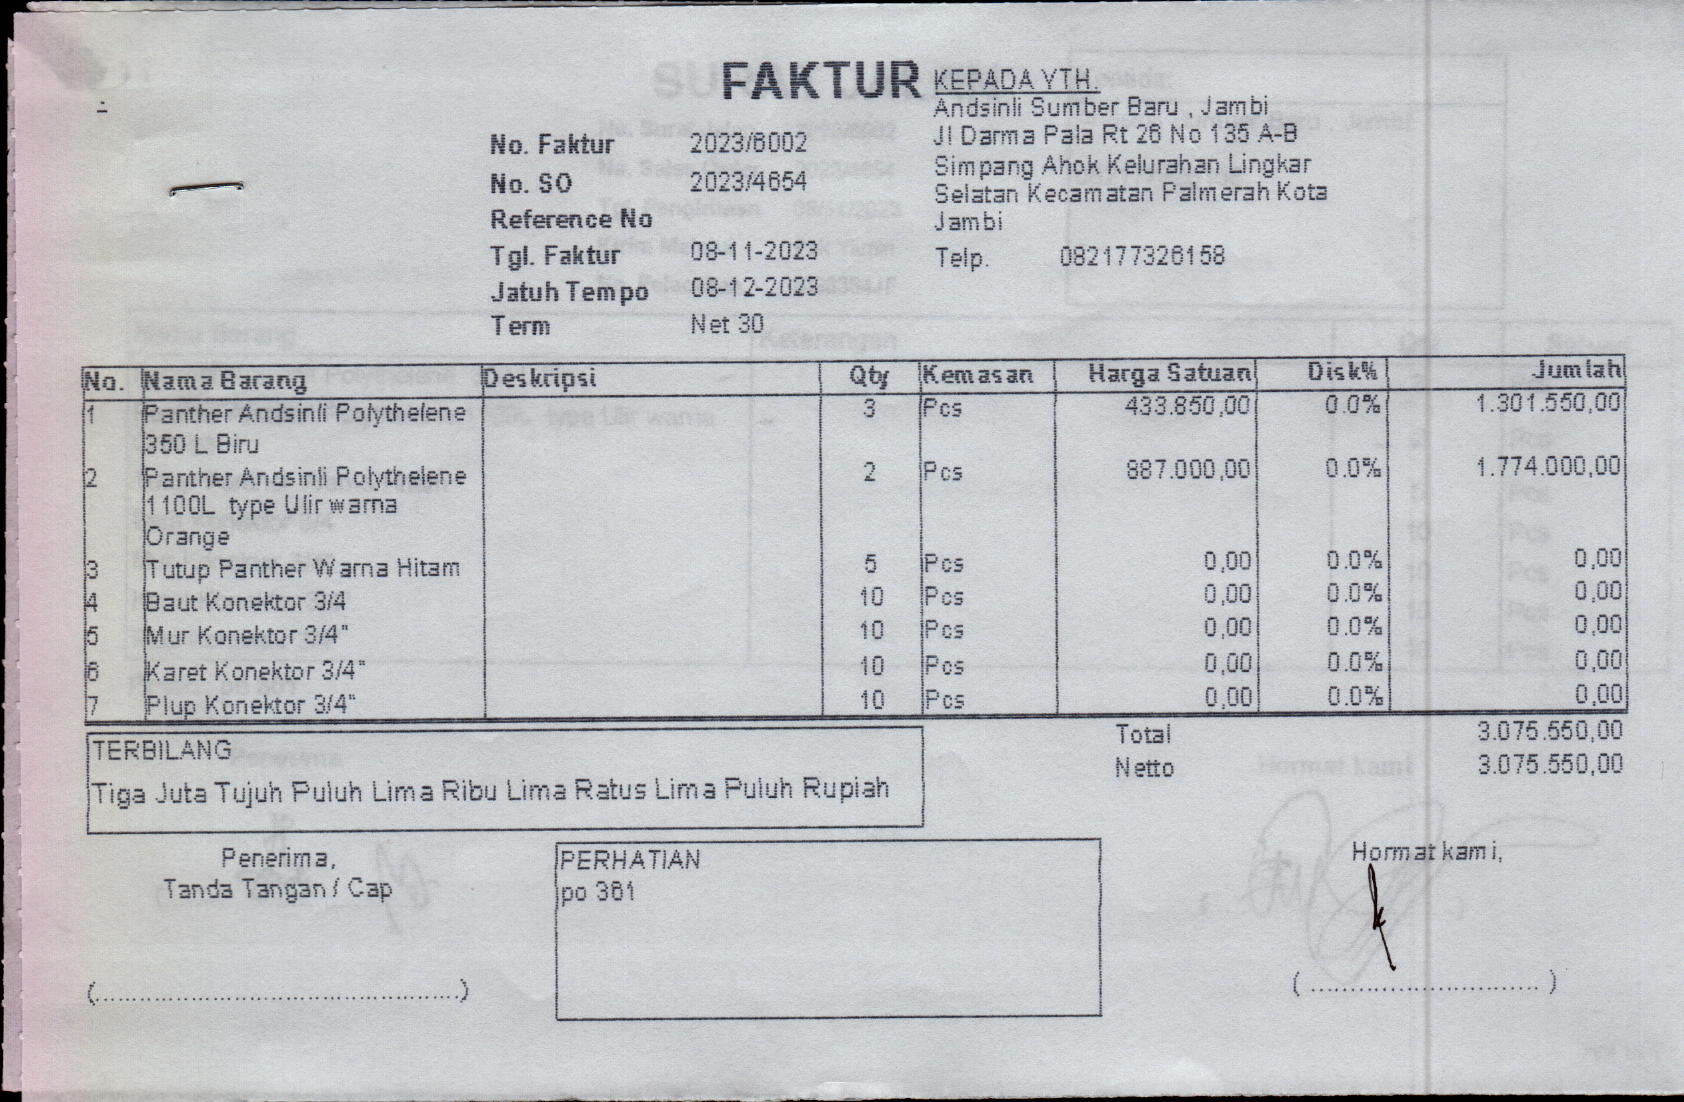 FAKTUR
KEPADA YTH.
Andsinli Sumber Baru , Jambi
Jl Darma Pala Rt 26 No 135 A-B
Simpang Ahok Kelurahan Lingkar
Selatan Kecamatan Palmerah Kota
Jambi
Telp. 082177326158
No. Faktur 2023/6002
No. SO 2023/4654
Reference No
Tgl. Faktur 08-11-2023
Jatuh Tempo 08-12-2023
Term Net 30
No. Nama Barang Deskripsi Qty Kemasan Harga Satuan Disk% Jumlah
1 Panther Andsinli Polythelene 3 Pcs 433.850,00 0.0% 1.301.550,00
350 L Biru
2 Panther Andsinli Polythelene 2 Pcs 887.000,00 0.0% 1.774.000,00
1100L type Ulir warna
Orange
3 Tutup Panther Warna Hitam 5 Pcs 0,00 0.0% 0,00
4 Baut Konektor 3/4 10 Pcs 0,00 0.0% 0,00
5 Mur Konektor 3/4" 10 Pcs 0,00 0.0% 0,00
6 Karet Konektor 3/4" 10 Pcs 0,00 0.0% 0,00
7 Plup Konektor 3/4" 10 Pcs 0,00 0.0% 0,00
Total 3.075.550,00
Netto 3.075.550,00
TERBILANG
Tiga Juta Tujuh Puluh Lima Ribu Lima Ratus Lima Puluh Rupiah
Penerima,
Tanda Tangan / Cap
PERHATIAN
po 381
Hormat kami,